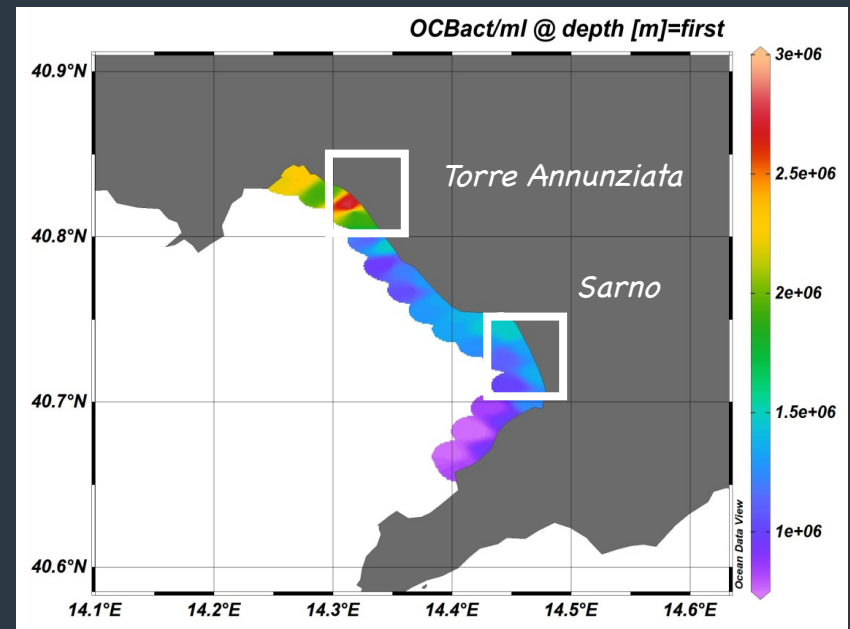 OCBact/ml @ depth [m]=first
40.9°N
40.8°N
40.7°N
40.6°N
Torre Annunziata
Sarno
14.1°E
14.2°E
14.3°E
14.4°E
14.5°E
14.6°E
3e+06
2.5e+06
2e+06
1.5e+06
1e+06
Ocean Data View